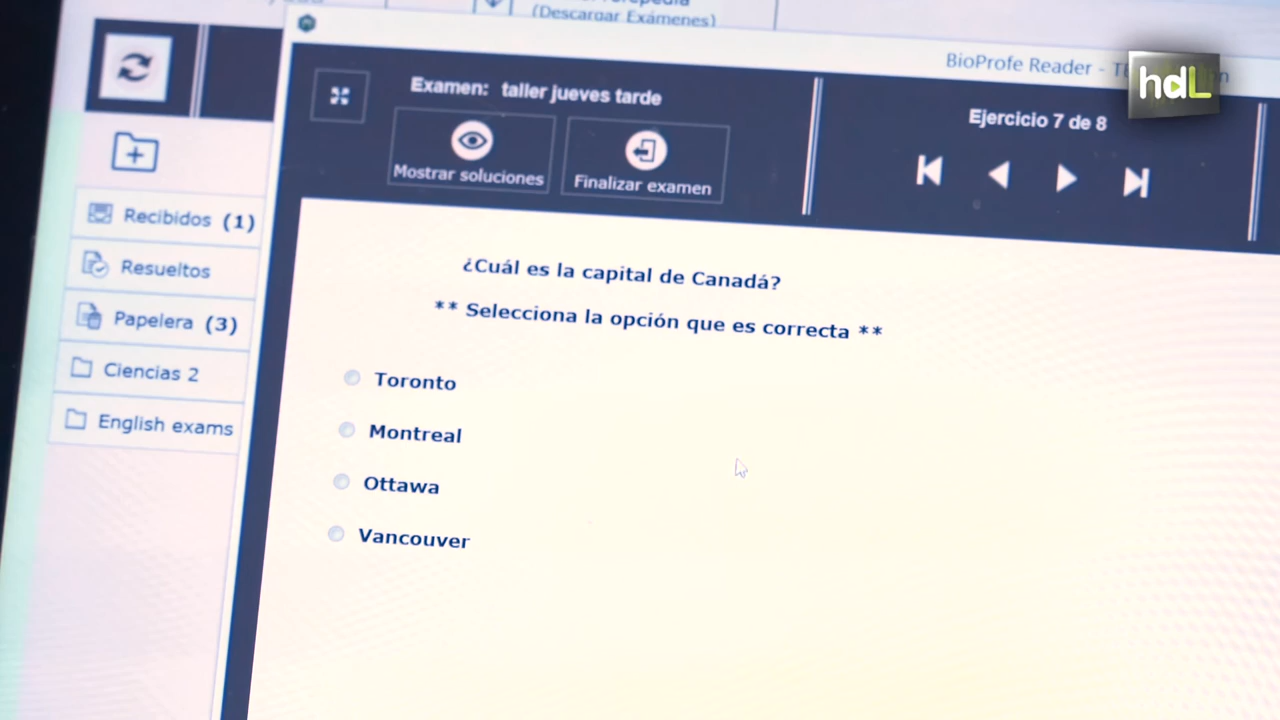 (Descargar Exámenes)
BioProfe Reader -
hdL
Examen: taller jueves tarde
Ejercicio 7 de 8
Mostrar soluciones
Finalizar examen
Recibidos (1)
Resueltos
Papelera (3)
Ciencias 2
English exams
¿Cuál es la capital de Canadá?
** Selecciona la opción que es correcta **
Toronto
Montreal
Ottawa
Vancouver